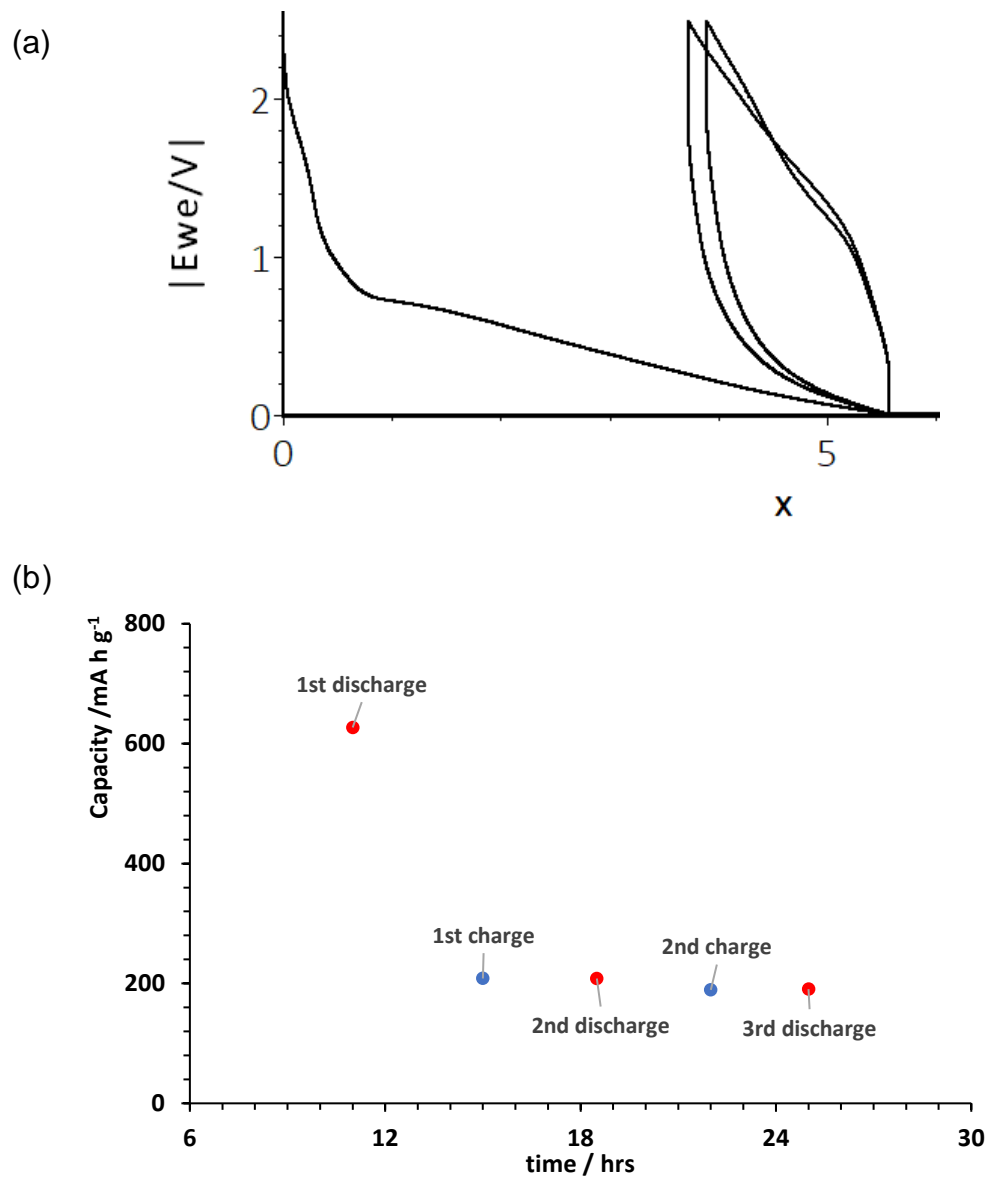 (a)
2
1
0
|Ewe/V|
0
5
x
(b)
Capacity /mA h g⁻¹
800
600
400
200
0
1st discharge
1st charge
2nd discharge
2nd charge
3rd discharge
6
12
18
24
30
time / hrs